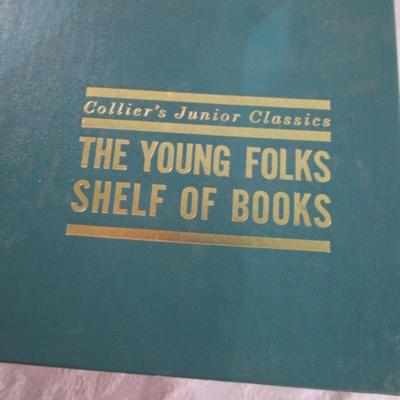 Collier's Junior Classics
THE YOUNG FOLKS
SHELF OF BOOKS